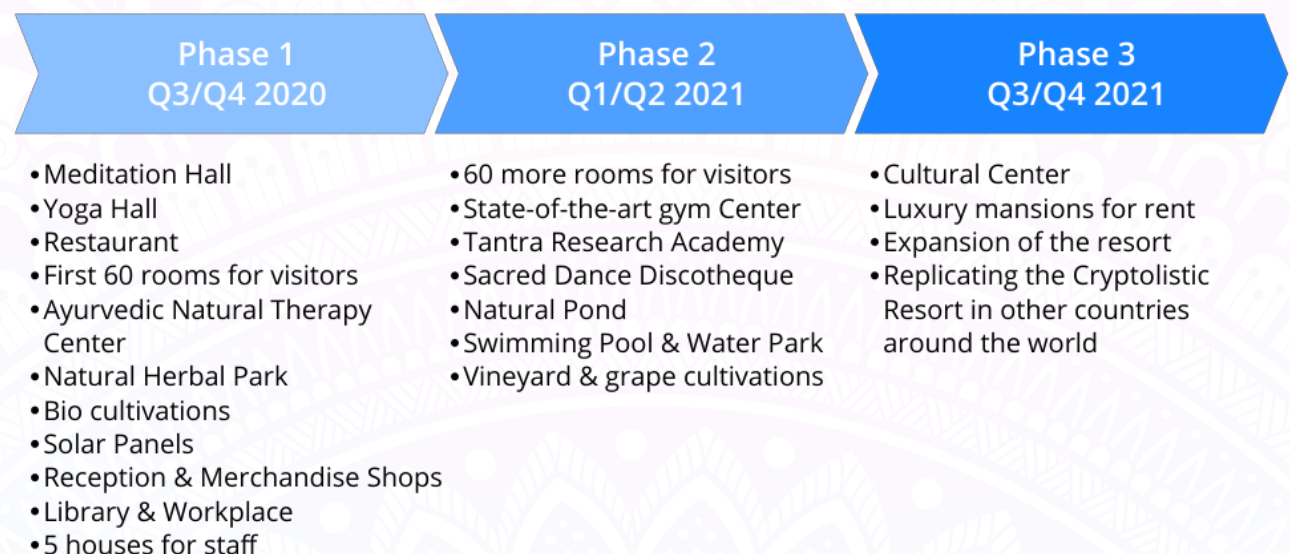 Phase 1
Q3/Q4 2020
Phase 2
Q1/Q2 2021
Phase 3
Q3/Q4 2021
•Meditation Hall
•Yoga Hall
•Restaurant
•First 60 rooms for visitors
•Ayurvedic Natural Therapy
Center
•Natural Herbal Park
•Bio cultivations
•Solar Panels
•Reception & Merchandise Shops
•Library & Workplace
•5 houses for staff
•60 more rooms for visitors
•State-of-the-art gym Center
•Tantra Research Academy
•Sacred Dance Discotheque
•Natural Pond
•Swimming Pool & Water Park
•Vineyard & grape cultivations
•Cultural Center
•Luxury mansions for rent
•Expansion of the resort
•Replicating the Cryptolistic
Resort in other countries
around the world